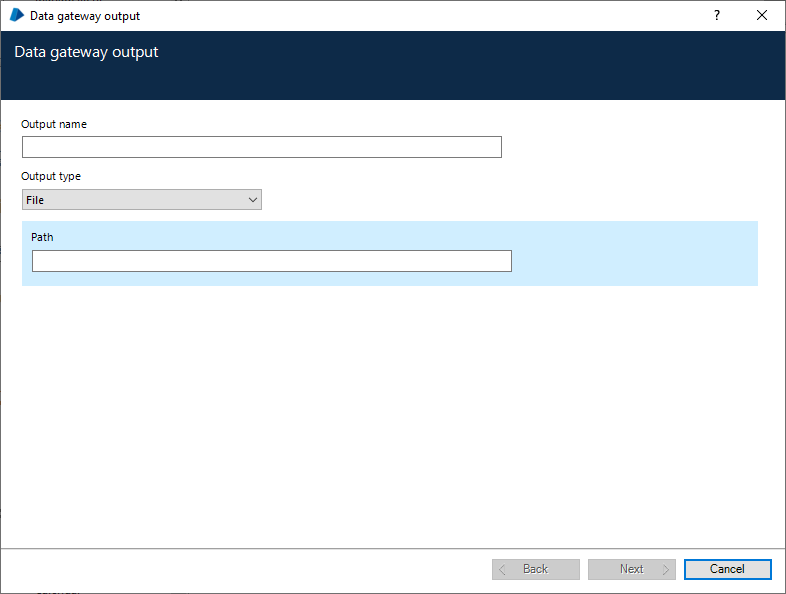 Data gateway output
?
Data gateway output
Output name
Output type
File
Path
Back
Next
Cancel